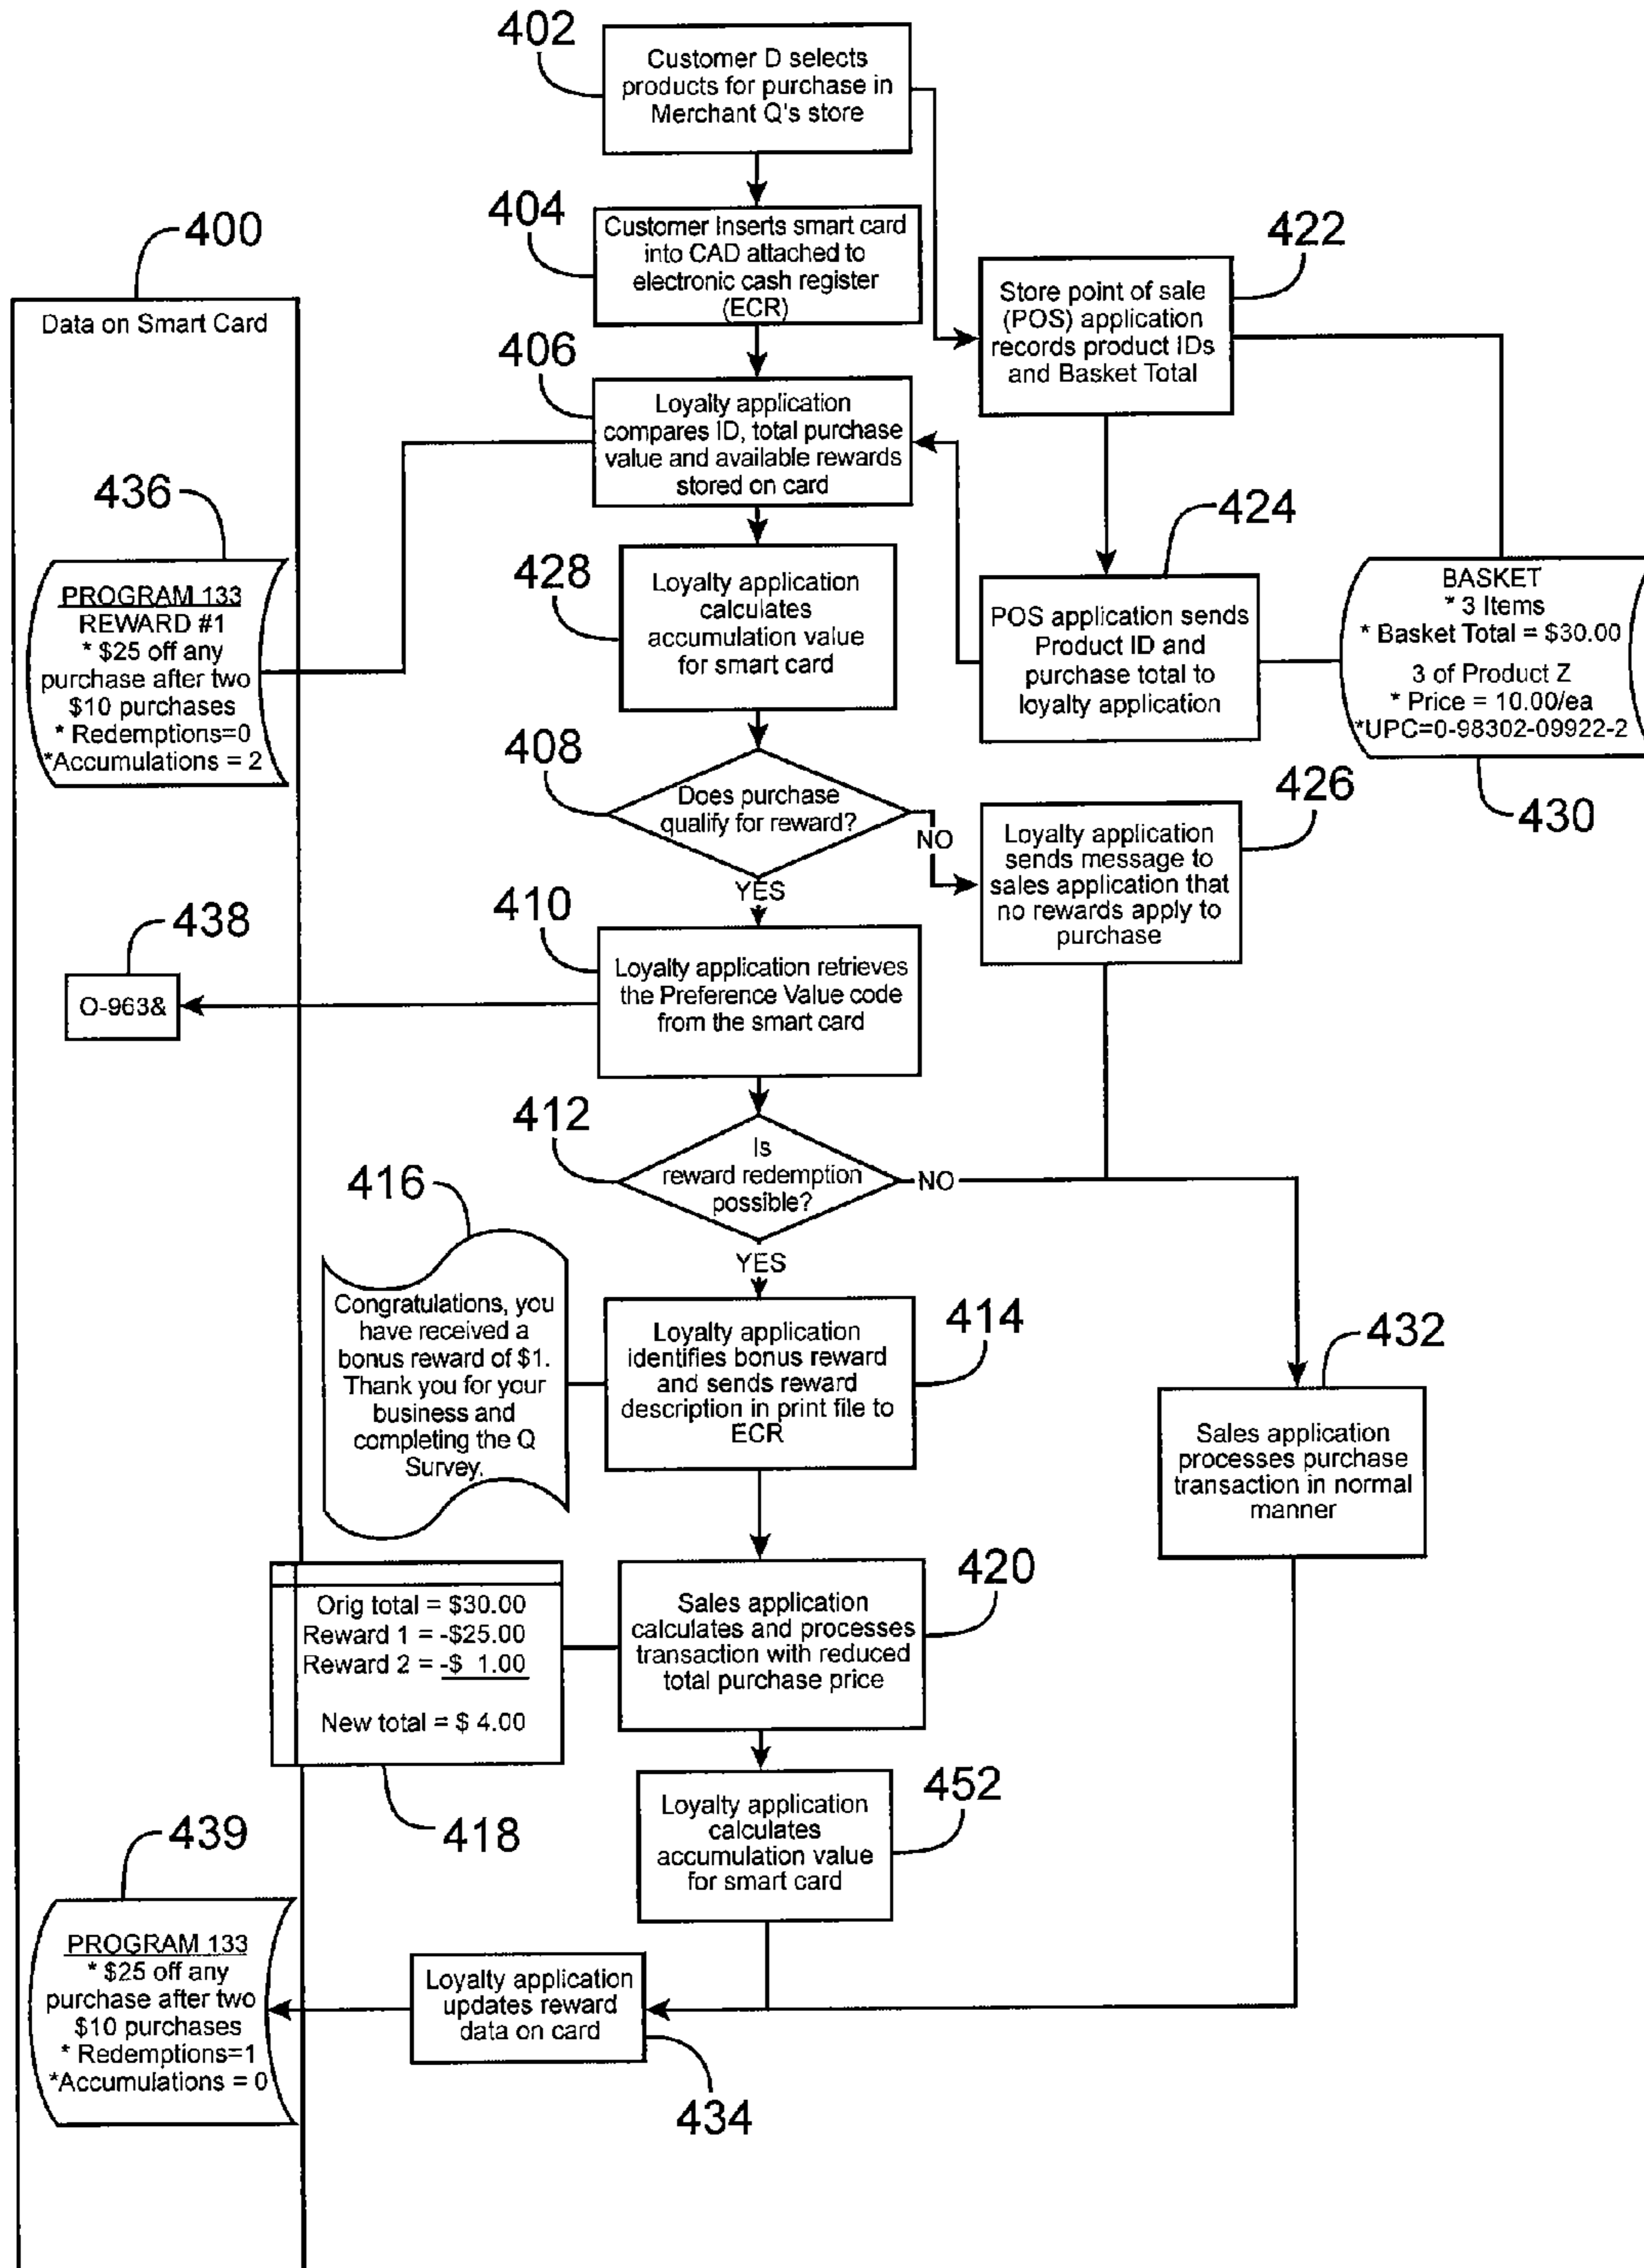 402
Customer D selects
products for purchase in
Merchant Q's store
404
Customer Inserts smart card
into CAD attached to
electronic cash register
(ECR)
400
Data on Smart Card
422
Store point of sale
(POS) application
records product IDs
and Basket Total
406
Loyalty application
compares ID, total purchase
value and available rewards
stored on card
436
PROGRAM 133
REWARD #1
* $25 off any
purchase after two
$10 purchases
* Redemptions=0
*Accumulations = 2
428
Loyalty application
calculates
accumulation value
for smart card
424
POS application sends
Product ID and
purchase total to
loyalty application
BASKET
* 3 Items
* Basket Total = $30.00
3 of Product Z
* Price = 10.00/ea
*UPC=0-98302-09922-2
430
408
Does purchase
qualify for reward?
NO
YES
426
Loyalty application
sends message to
sales application that
no rewards apply to
purchase
410
Loyalty application retrieves
the Preference Value code
from the smart card
438
O-963&
412
Is
reward redemption
possible?
NO
YES
416
Congratulations, you
have received a
bonus reward of $1.
Thank you for your
business and
completing the Q
Survey.
414
Loyalty application
identifies bonus reward
and sends reward
description in print file to
ECR
432
Sales application
processes purchase
transaction in normal
manner
420
Sales application
calculates and processes
transaction with reduced
total purchase price
Orig total = $30.00
Reward 1 = -$25.00
Reward 2 = -$ 1.00
New total = $ 4.00
418
452
Loyalty application
calculates
accumulation value
for smart card
439
PROGRAM 133
* $25 off any
purchase after two
$10 purchases
* Redemptions=1
*Accumulations = 0
Loyalty application
updates reward
data on card
434